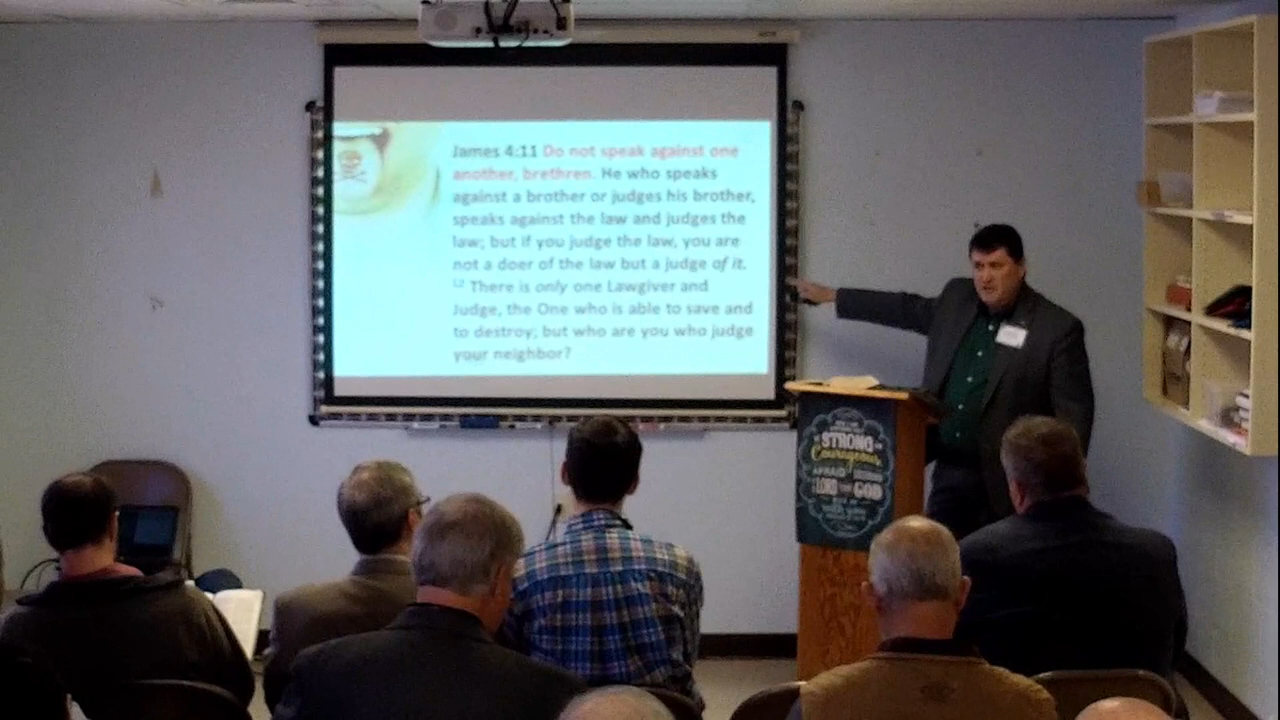 James 4:11 Do not speak against one
another, brethren. He who speaks
against a brother or judges his brother,
speaks against the law and judges the
law; but if you judge the law, you are
not a doer of the law but a judge of it.
12 There is only one Lawgiver and
Judge, the One who is able to save and
to destroy; but who are you who judge
your neighbor?
STRONG
Courageous
AFRAID
LORD GOD